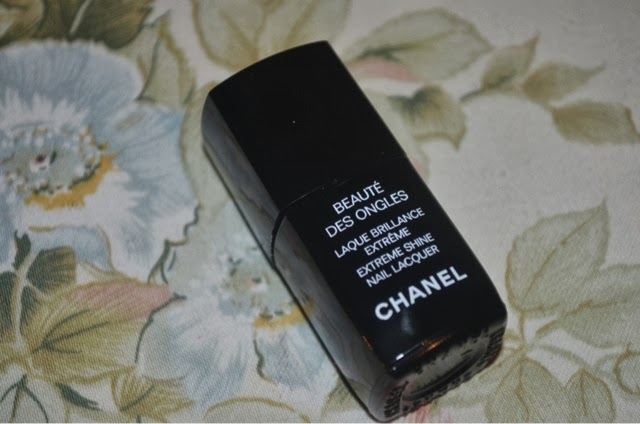 BEAUTÉ
DES ONGLES
LAQUE BRILLANCE
EXTRÊME
EXTREME SHINE
NAIL LACQUER
CHANEL